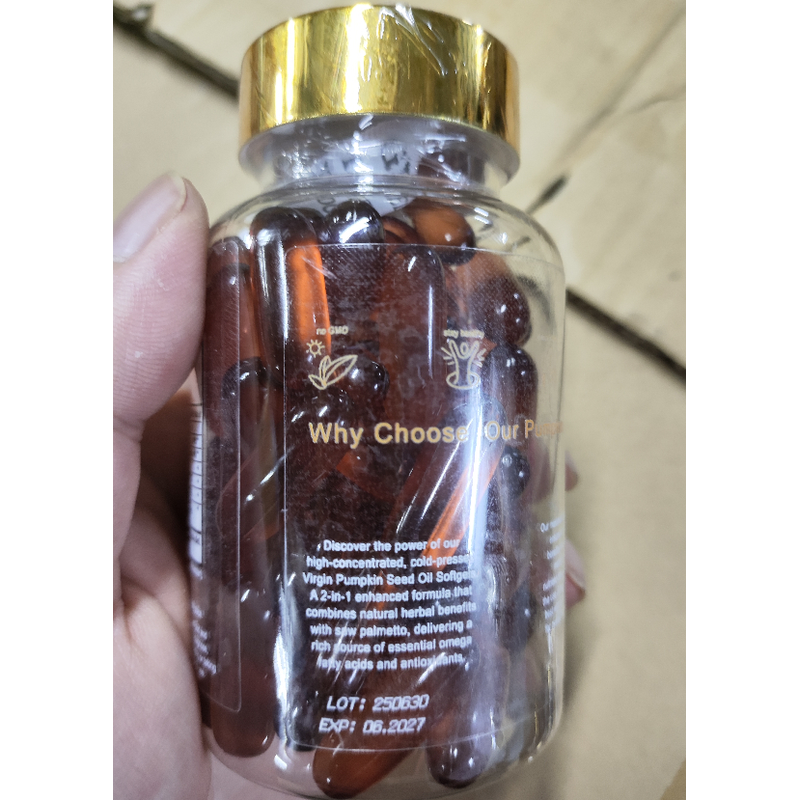 no GMO
stay healthy
Why Choose Our
Discover the power of our
high-concentrated, cold-pressed
Virgin Pumpkin Seed Oil Softgels
A 2-in-1 enhanced formula that
combines natural herbal benefits
with saw palmetto, delivering a
rich source of essential omega
fatty acids and antioxidants,
LOT: 250630
EXP: 06.2027